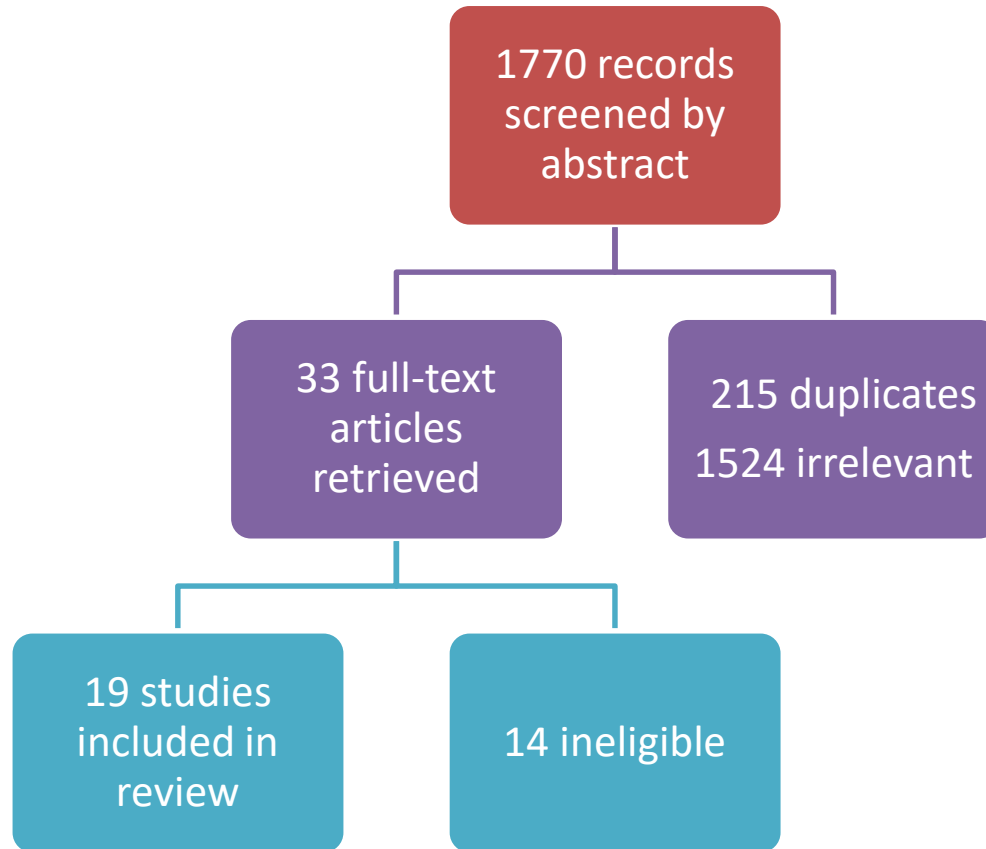 1770 records
screened by
abstract
33 full-text
articles
retrieved
215 duplicates
1524 irrelevant
19 studies
included in
review
14 ineligible